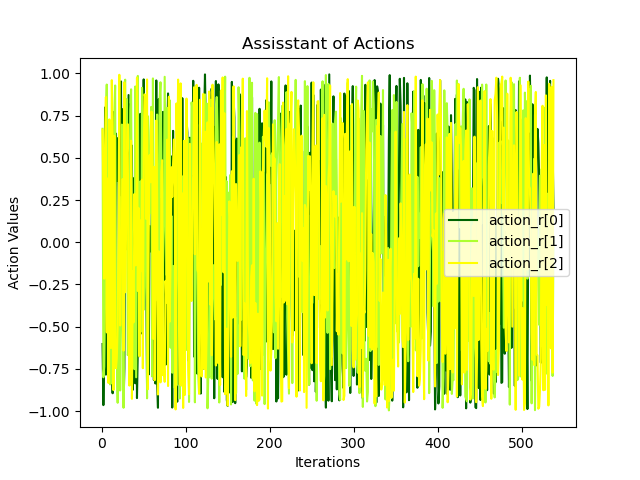 Assisstant of Actions
Action Values
1.00
0.75
0.50
0.25
0.00
−0.25
−0.50
−0.75
−1.00
action_r[0]
action_r[1]
action_r[2]
0
100
200
300
400
500
Iterations